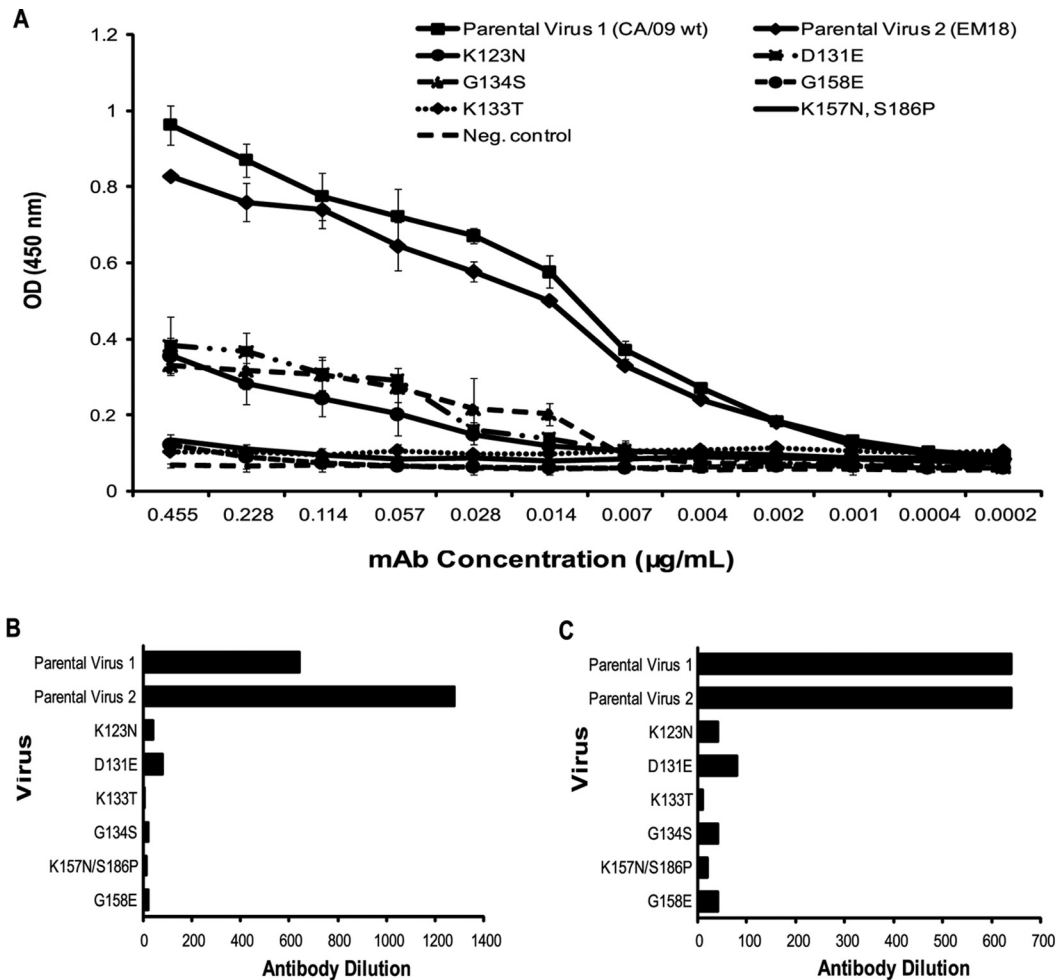 A
Parental Virus 1 (CA/09 wt)
Parental Virus 2 (EM18)
K123N
D131E
G134S
G158E
K133T
K157N, S186P
Neg. control
OD (450 nm)
1.2
1
0.8
0.6
0.4
0.2
0
0.455 0.228 0.114 0.057 0.028 0.014 0.007 0.004 0.002 0.001 0.0004 0.0002
mAb Concentration (µg/mL)
B
Virus
Parental Virus 1
Parental Virus 2
K123N
D131E
K133T
G134S
K157N/S186P
G158E
0 200 400 600 800 1000 1200 1400
Antibody Dilution
C
Virus
Parental Virus 1
Parental Virus 2
K123N
D131E
K133T
G134S
K157N/S186P
G158E
0 100 200 300 400 500 600 700
Antibody Dilution